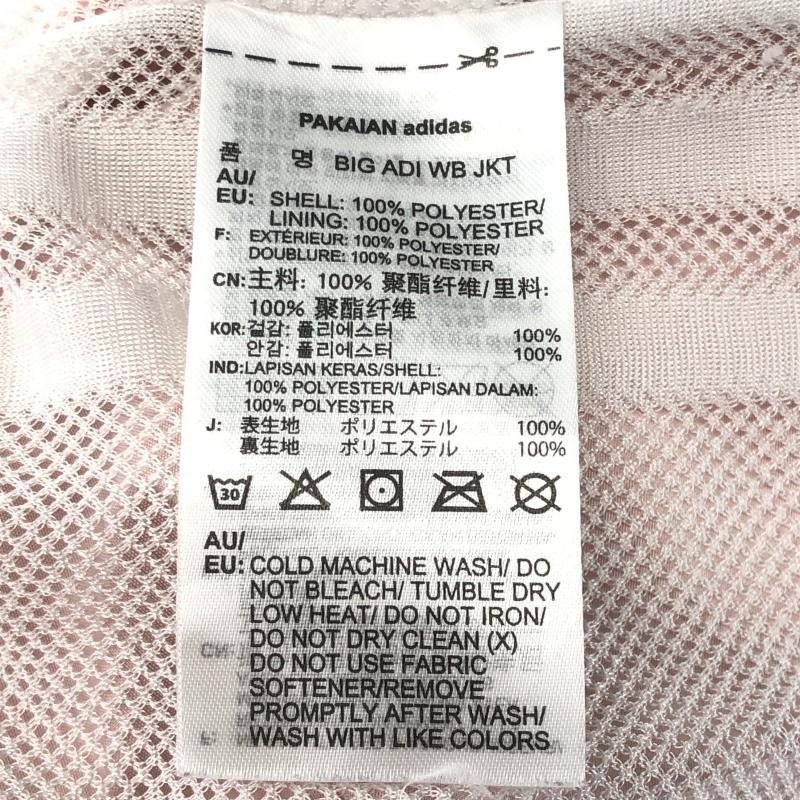 PAKAIAN adidas
품 명 BIG ADI WB JKT
AU/
EU: SHELL: 100% POLYESTER/
LINING: 100% POLYESTER
F: EXTÉRIEUR: 100% POLYESTER/
DOUBLURE: 100% POLYESTER
CN:主料: 100% 聚酯纤维/里料:
100% 聚酯纤维
KOR:겉감: 폴리에스터 100%
안감: 폴리에스터 100%
IND:LAPISAN KERAS/SHELL:
100% POLYESTER/LAPISAN DALAM:
100% POLYESTER
J: 表生地 ポリエステル 100%
裏生地 ポリエステル 100%
30
AU/
EU: COLD MACHINE WASH/ DO
NOT BLEACH/ TUMBLE DRY
LOW HEAT/ DO NOT IRON/
DO NOT DRY CLEAN (X)
DO NOT USE FABRIC
SOFTENER/REMOVE
PROMPTLY AFTER WASH/
WASH WITH LIKE COLORS